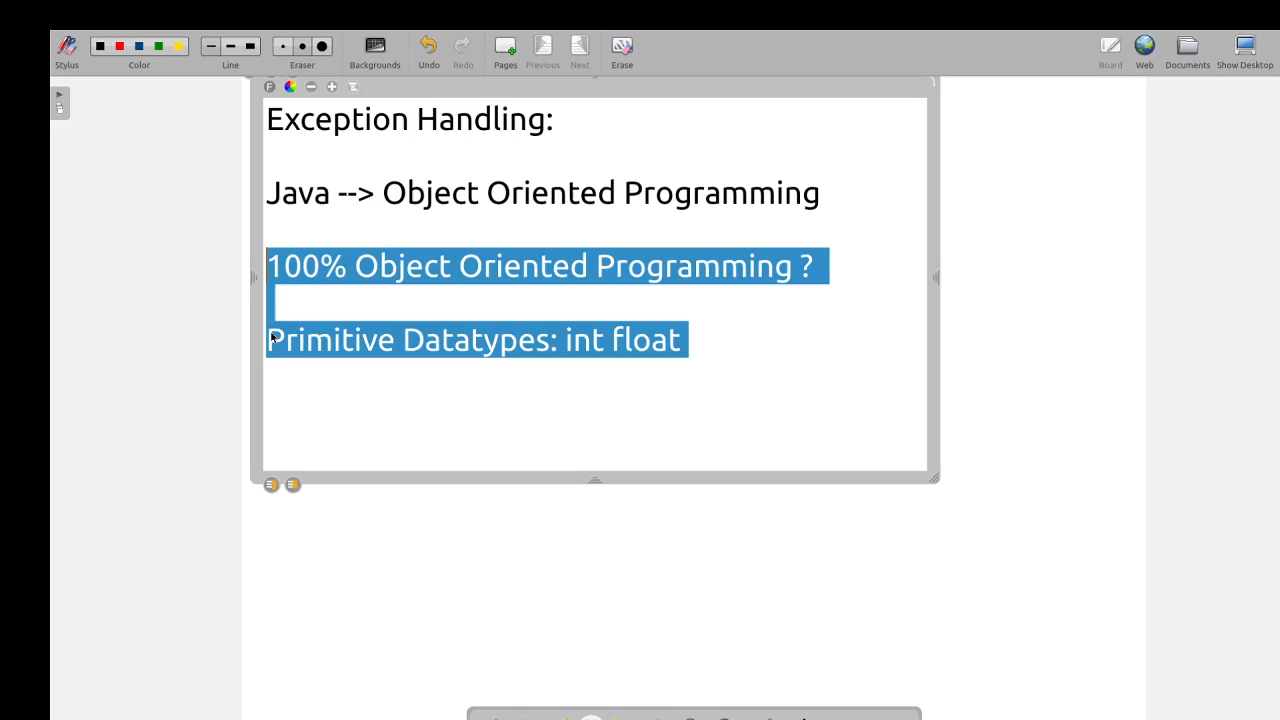 Stylus Color Line Eraser Backgrounds Undo Redo Pages Previous Next Erase Board Web Documents Show Desktop
F
Exception Handling:
Java --> Object Oriented Programming
100% Object Oriented Programming ?
Primitive Datatypes: int float